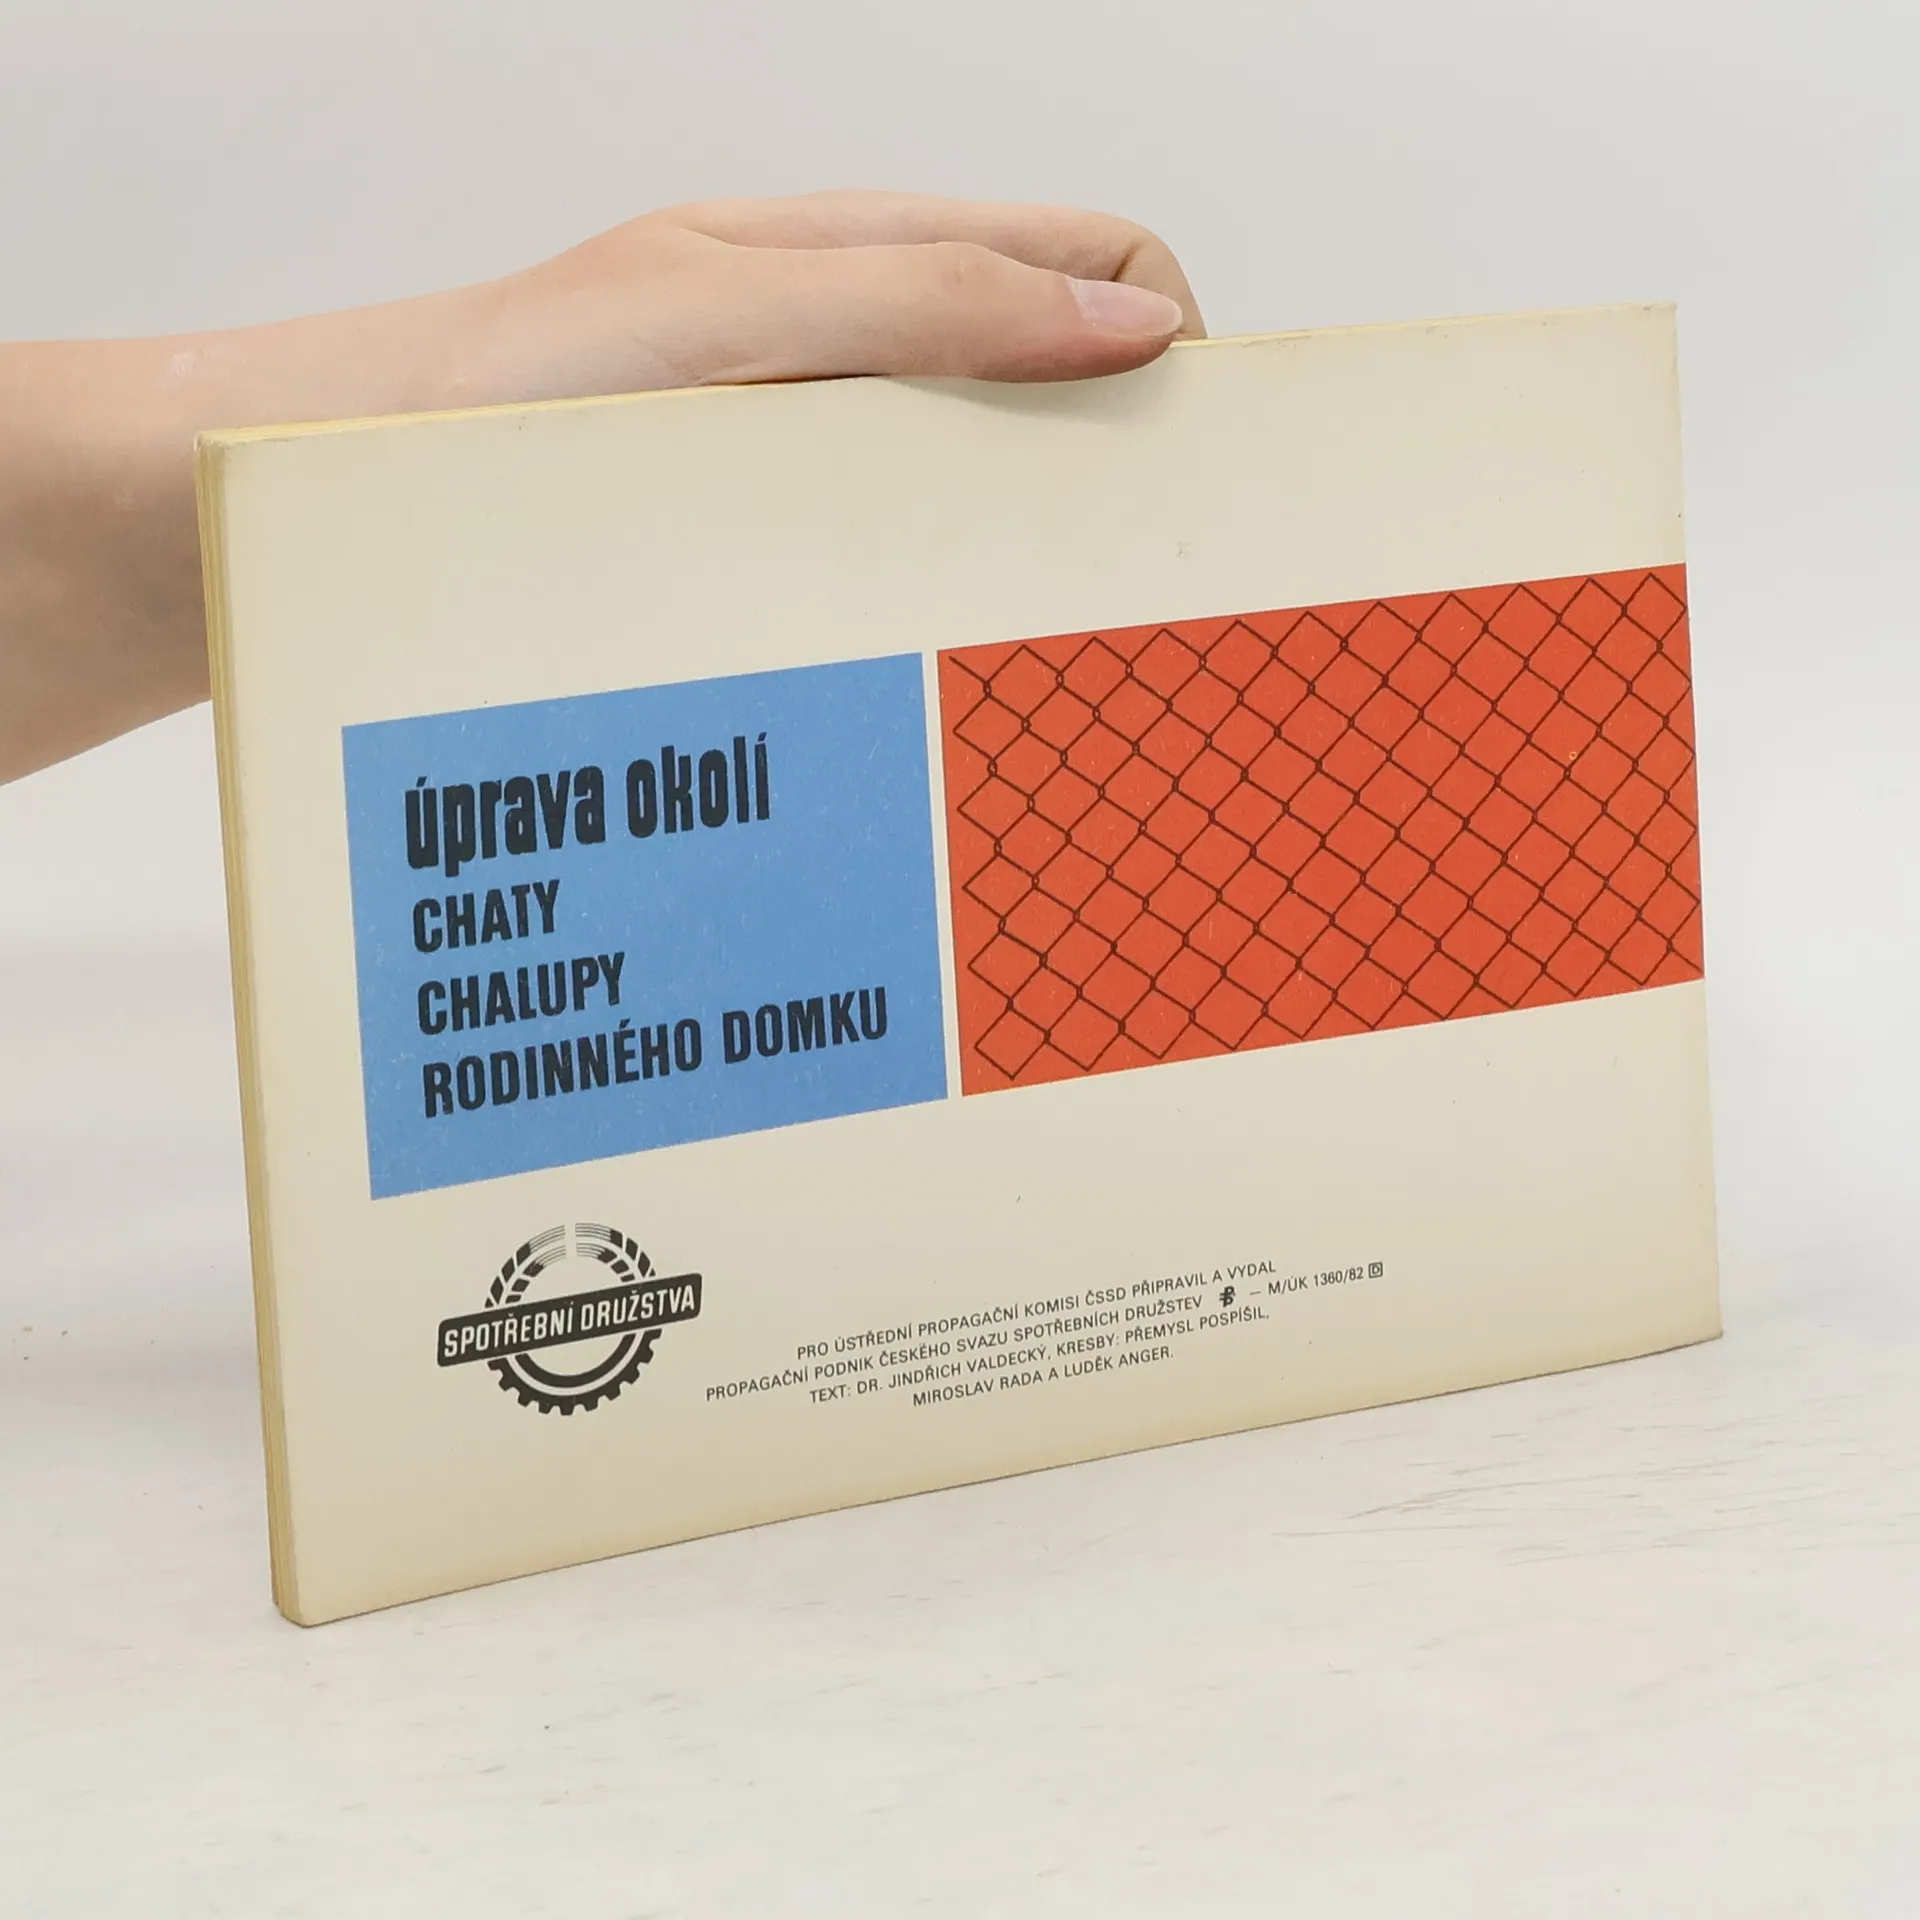 úprava okolí
CHATY
CHALUPY
RODINNÉHO DOMKU
SPOTŘEBNÍ DRUŽSTVA
PRO ÚSTŘEDNÍ PROPAGAČNÍ KOMISI ČSSD PŘIPRAVIL A VYDAL
PROPAGAČNÍ PODNIK ČESKÉHO SVAZU SPOTŘEBNÍCH DRUŽSTEV – M/ÚK 1360/82 D
TEXT: DR. JINDŘICH VALDECKÝ, KRESBY: PŘEMYSL POSPÍŠIL,
MIROSLAV RADA A LUDĚK ANGER.